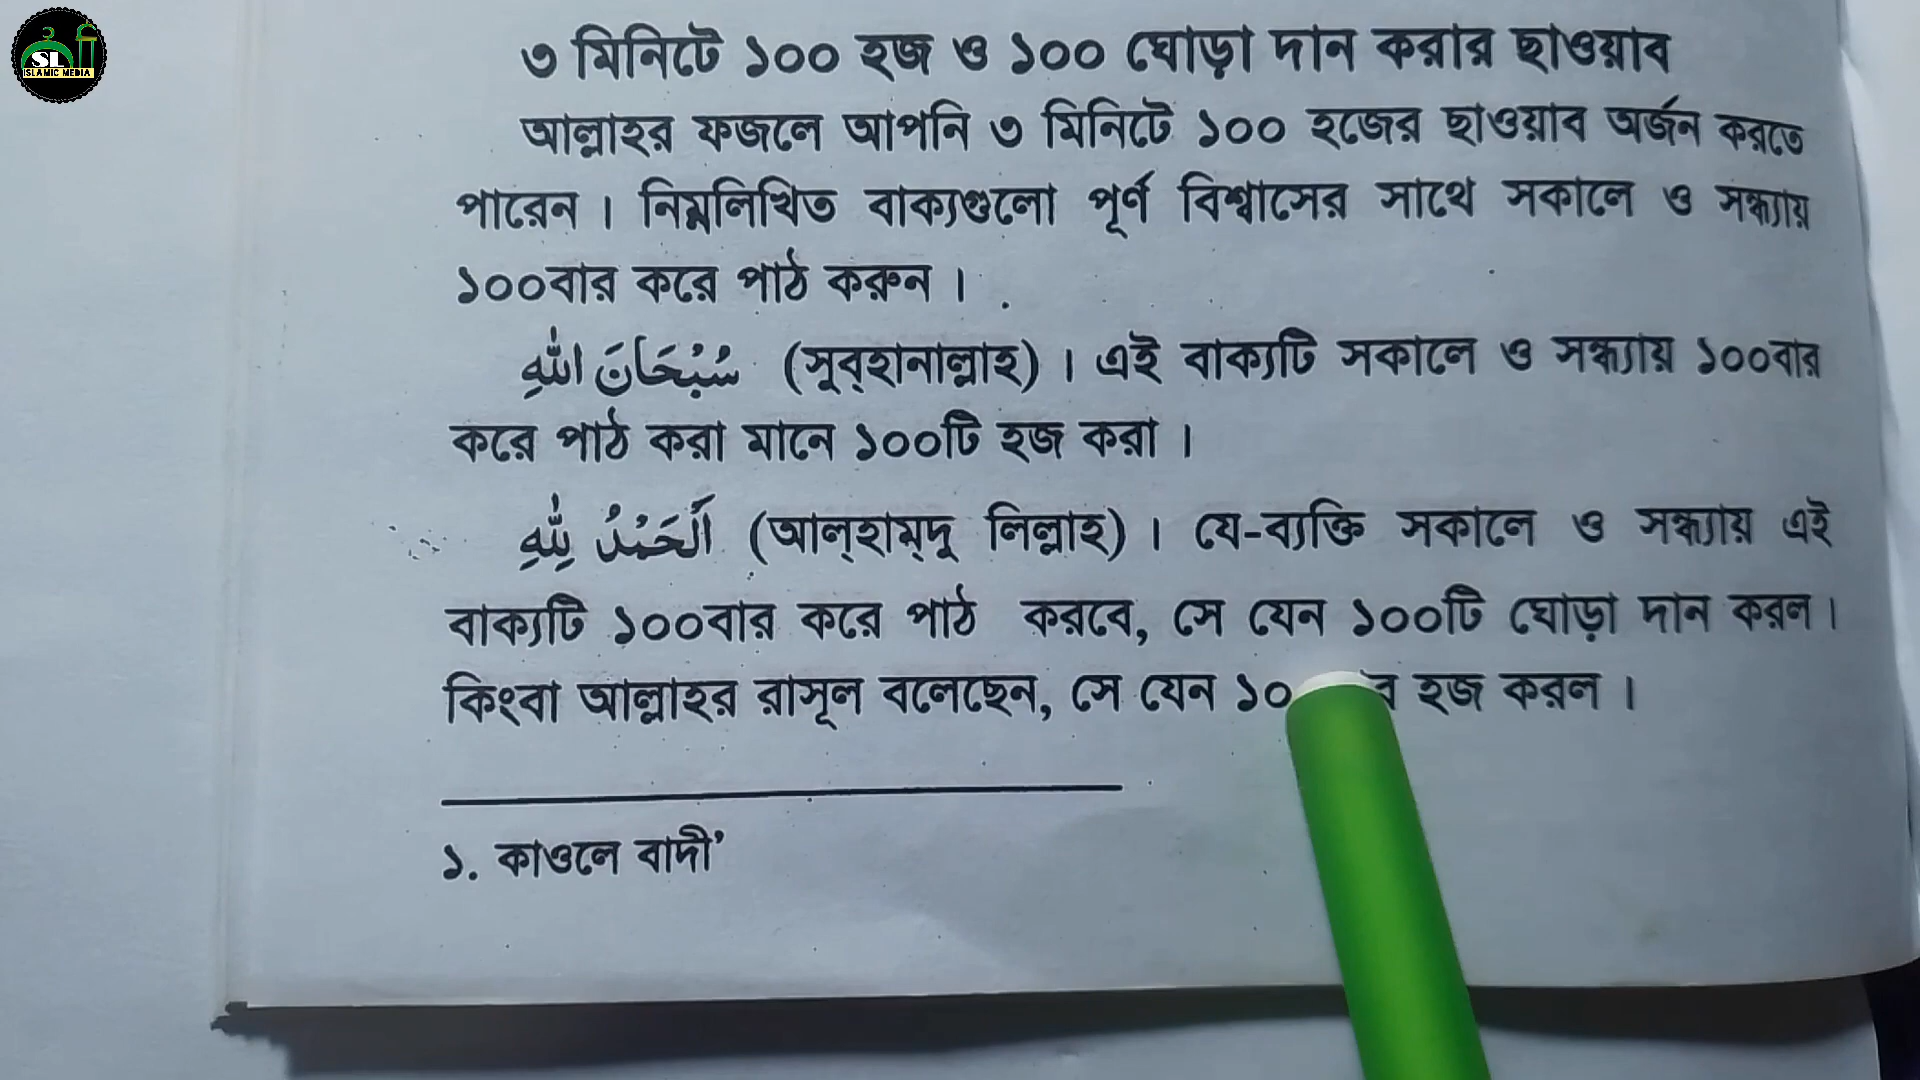 SL
ISLAMIC MEDIA
৩ মিনিটে ১০০ হজ ও ১০০ ঘোড়া দান করার ছাওয়াব
আল্লাহর ফজলে আপনি ৩ মিনিটে ১০০ হজের ছাওয়াব অর্জন করতে
পারেন । নিম্নলিখিত বাক্যগুলো পূর্ণ বিশ্বাসের সাথে সকালে ও সন্ধ্যায়
১০০বার করে পাঠ করুন ।
سُبْحَانَ اللّٰهِ (সুব্‌হানাল্লাহ) । এই বাক্যটি সকালে ও সন্ধ্যায় ১০০বার
করে পাঠ করা মানে ১০০টি হজ করা ।
اَلْحَمْدُ لِلّٰهِ (আল্‌হাম্‌দু লিল্লাহ) । যে-ব্যক্তি সকালে ও সন্ধ্যায় এই
বাক্যটি ১০০বার করে পাঠ করবে, সে যেন ১০০টি ঘোড়া দান করল ।
কিংবা আল্লাহর রাসূল বলেছেন, সে যেন হজ করল ।
১. কাওলে বাদী’